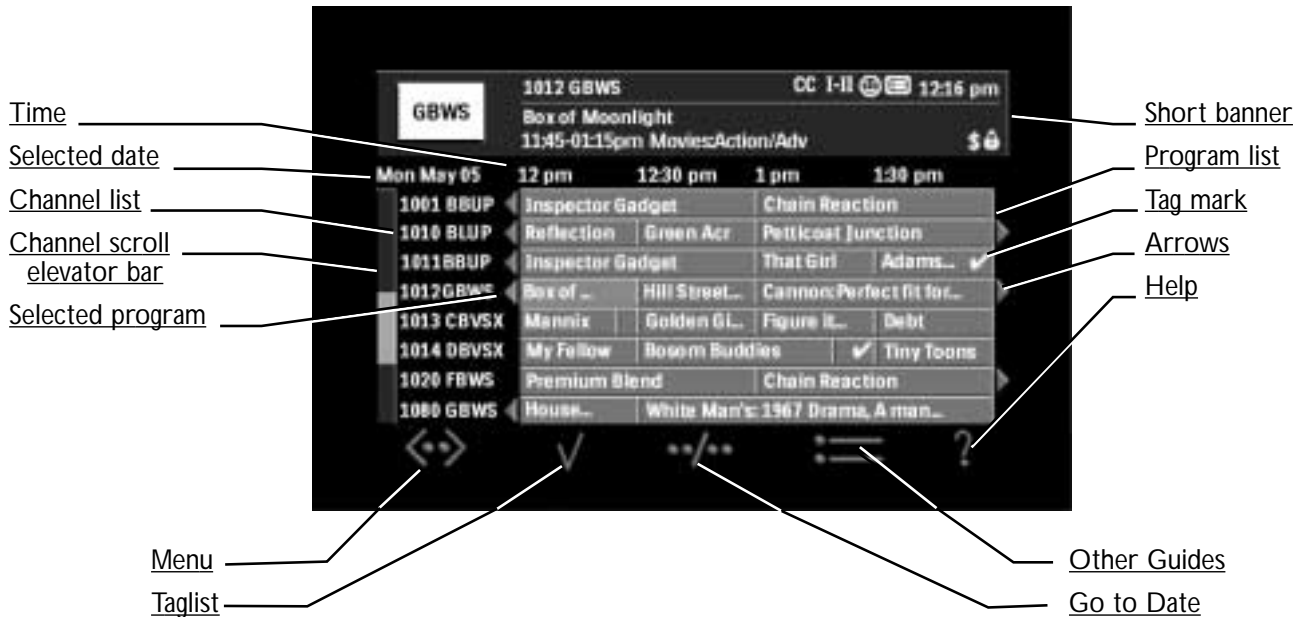 1012 GBWS CC I-II 12:16 pm
GBWS
Box of Moonlight
11:45-01:15pm Movies:Action/Adv $
Mon May 05 12 pm 12:30 pm 1 pm 1:30 pm
1001 BBUP Inspector Gadget Chain Reaction
1010 BLUP Reflection Green Acr Petticoat Junction
1011BBUP Inspector Gadget That Girl Adams...
1012GBWS Box of ... Hill Street... Cannon:Perfect fit for...
1013 CBVSX Mannix Golden Gi... Figure it... Debt
1014 DBVSX My Fellow Bosom Buddies Tiny Toons
1020 FBWS Premium Blend Chain Reaction
1080 GBWS House... White Man's: 1967 Drama, A man...
?
Time
Selected date
Channel list
Channel scroll
elevator bar
Selected program
Short banner
Program list
Tag mark
Arrows
Help
Menu
Taglist
Other Guides
Go to Date